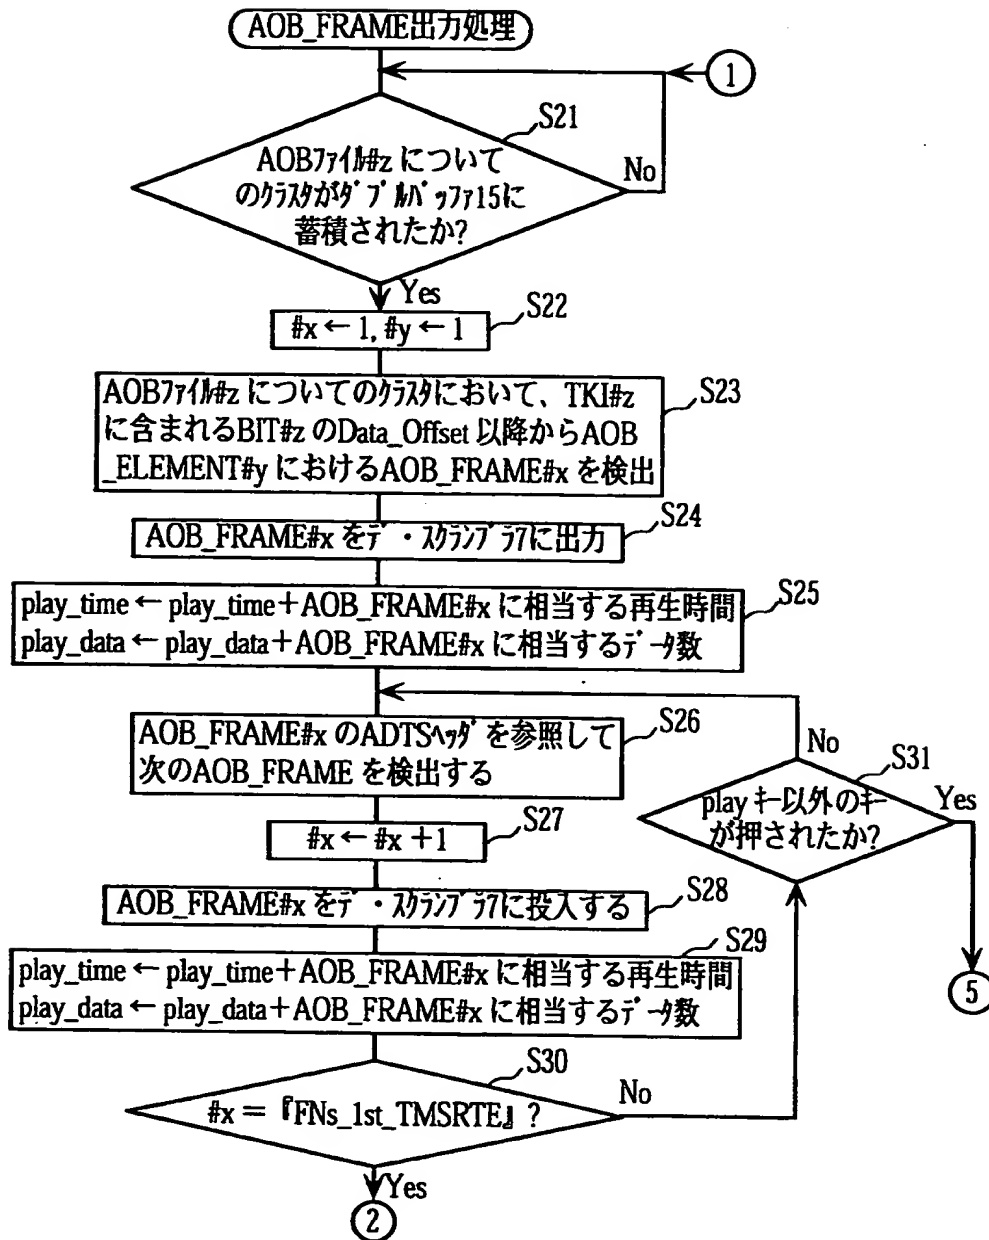 AOB_FRAME出力処理
1
S21
AOBファイル#z について
のクラスタがダブルバッファ15に
蓄積されたか?
No
Yes
S22
#x ← 1, #y ← 1
S23
AOBファイル#z についてのクラスタにおいて、TKI#z
に含まれるBIT#z のData_Offset 以降からAOB
_ELEMENT#y におけるAOB_FRAME#x を検出
S24
AOB_FRAME#x をデ・スクランブラ7に出力
S25
play_time ← play_time+AOB_FRAME#x に相当する再生時間
play_data ← play_data+AOB_FRAME#x に相当するデータ数
S26
AOB_FRAME#x のADTSヘッダを参照して
次のAOB_FRAME を検出する
No
S31
play キー以外のキー
が押されたか?
Yes
S27
#x ← #x +1
S28
AOB_FRAME#x をデ・スクランブラ7に投入する
S29
play_time ← play_time+AOB_FRAME#x に相当する再生時間
play_data ← play_data+AOB_FRAME#x に相当するデータ数
5
S30
#x =『FNs_1st_TMSRTE』?
No
Yes
2